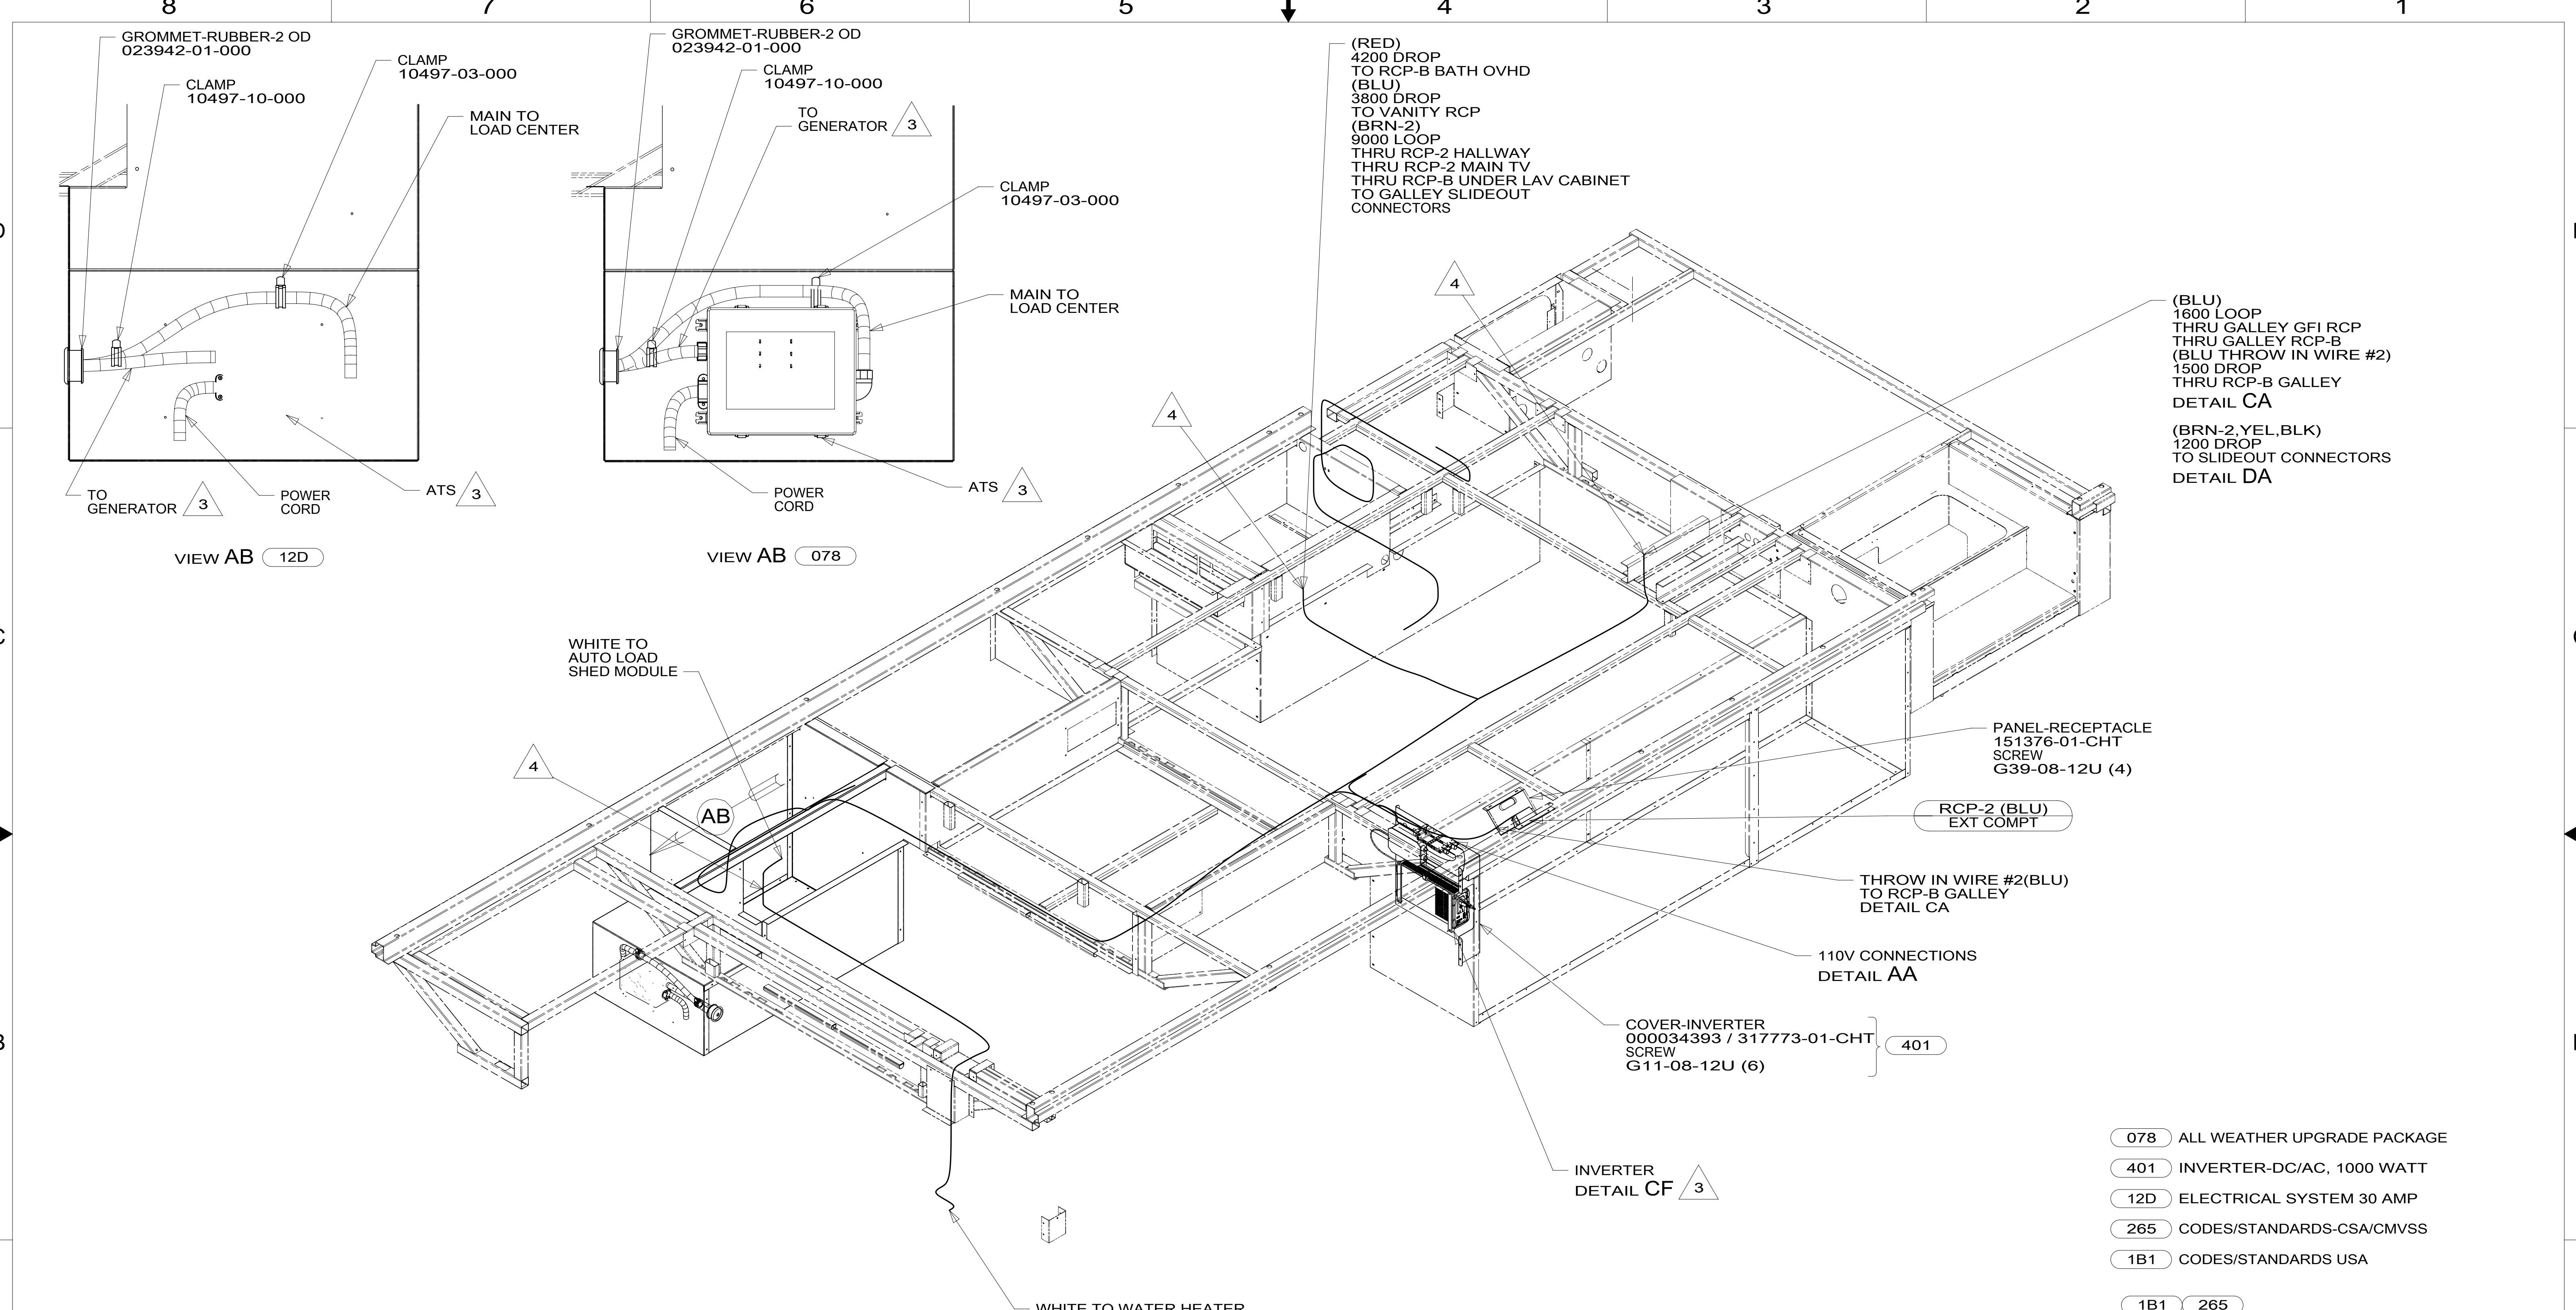 8 7 6 5 4 3 2 1
GROMMET-RUBBER-2 OD
023942-01-000
CLAMP
10497-10-000
CLAMP
10497-03-000
MAIN TO
LOAD CENTER
TO
GENERATOR 3
POWER
CORD
ATS 3
VIEW AB 12D
GROMMET-RUBBER-2 OD
023942-01-000
CLAMP
10497-10-000
TO
GENERATOR 3
CLAMP
10497-03-000
MAIN TO
LOAD CENTER
POWER
CORD
ATS 3
VIEW AB 078
(RED)
4200 DROP
TO RCP-B BATH OVHD
(BLU)
3800 DROP
TO VANITY RCP
(BRN-2)
9000 LOOP
THRU RCP-2 HALLWAY
THRU RCP-2 MAIN TV
THRU RCP-B UNDER LAV CABINET
TO GALLEY SLIDEOUT
CONNECTORS
4
4
(BLU)
1600 LOOP
THRU GALLEY GFI RCP
THRU GALLEY RCP-B
(BLU THROW IN WIRE #2)
1500 DROP
THRU RCP-B GALLEY
DETAIL CA
(BRN-2,YEL,BLK)
1200 DROP
TO SLIDEOUT CONNECTORS
DETAIL DA
WHITE TO
AUTO LOAD
SHED MODULE
4
AB
PANEL-RECEPTACLE
151376-01-CHT
SCREW
G39-08-12U (4)
RCP-2 (BLU)
EXT COMPT
THROW IN WIRE #2(BLU)
TO RCP-B GALLEY
DETAIL CA
110V CONNECTIONS
DETAIL AA
COVER-INVERTER
000034393 / 317773-01-CHT
SCREW
G11-08-12U (6)
401
INVERTER
DETAIL CF 3
WHITE TO WATER HEATER
078 ALL WEATHER UPGRADE PACKAGE
401 INVERTER-DC/AC, 1000 WATT
12D ELECTRICAL SYSTEM 30 AMP
265 CODES/STANDARDS-CSA/CMVSS
1B1 CODES/STANDARDS USA
1B1 265